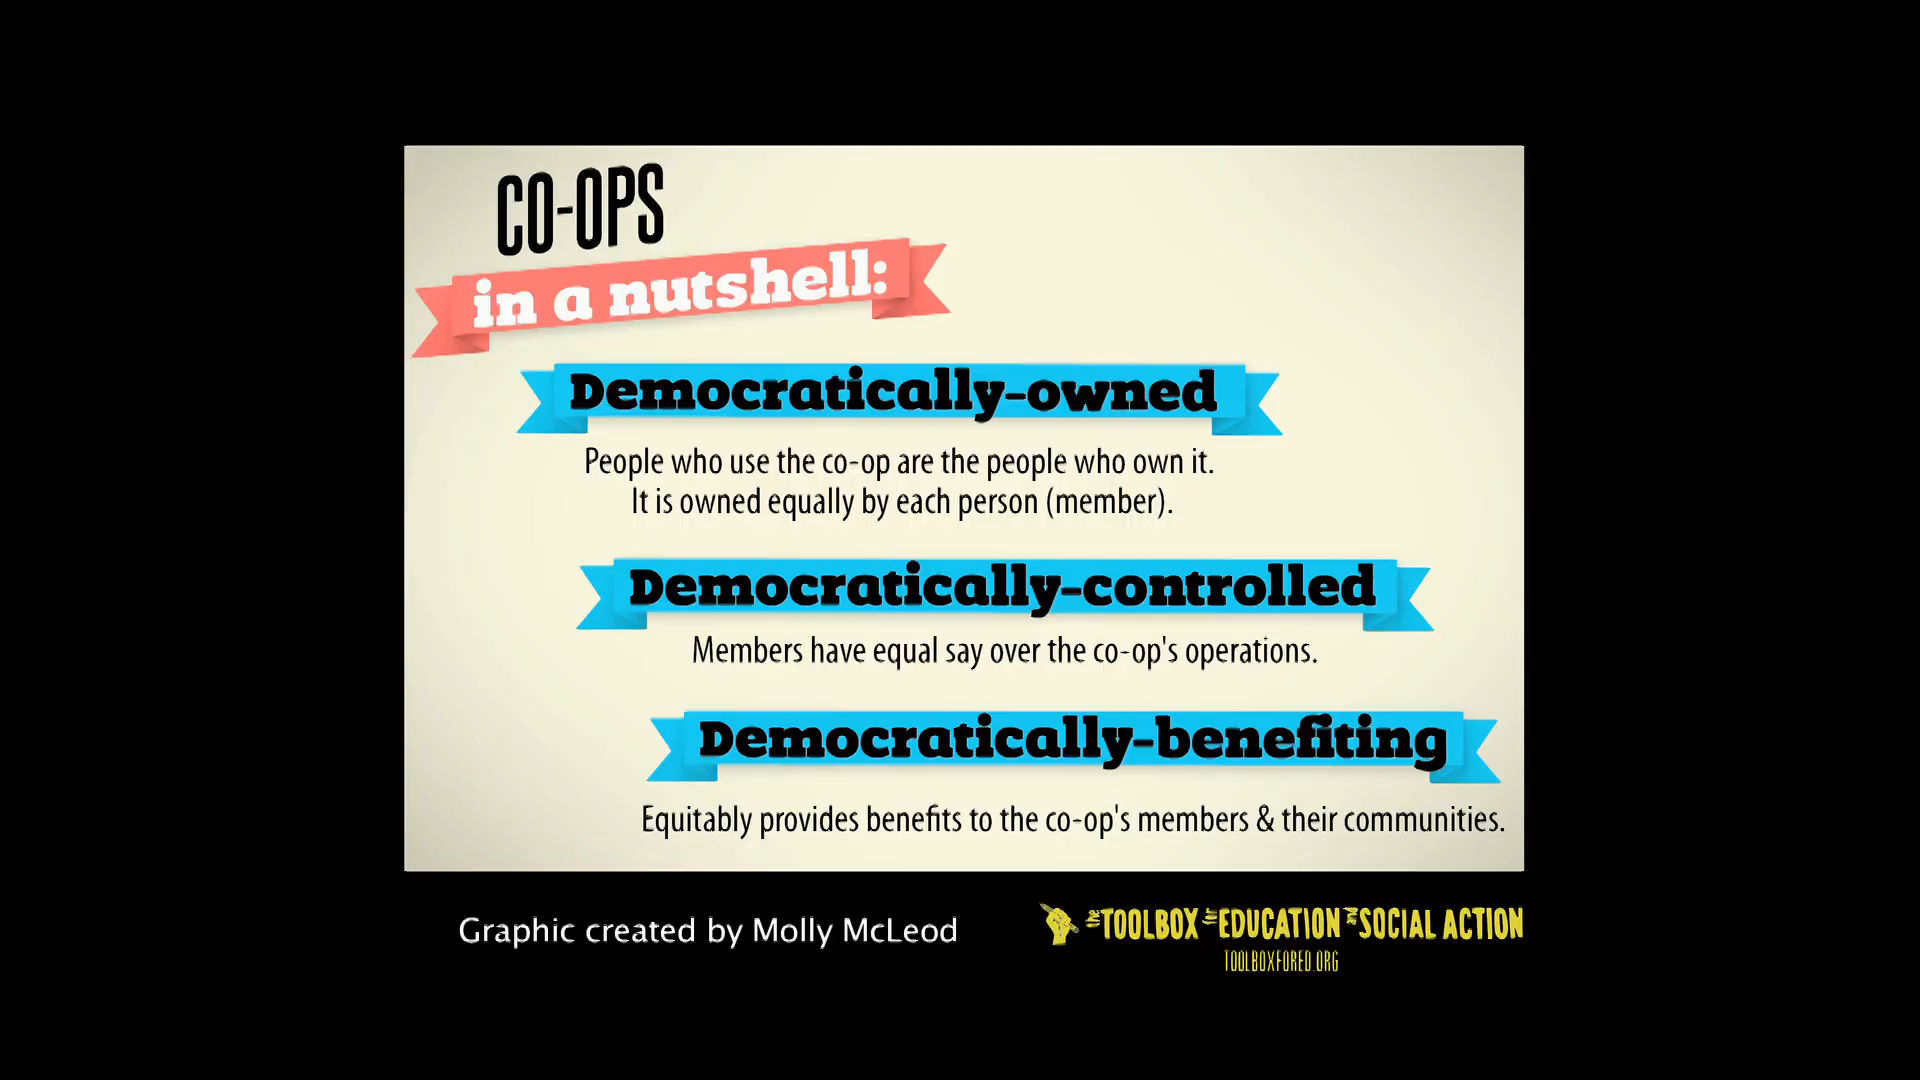 CO-OPS
in a nutshell:
Democratically-owned
People who use the co-op are the people who own it.
It is owned equally by each person (member).
Democratically-controlled
Members have equal say over the co-op's operations.
Democratically-benefiting
Equitably provides benefits to the co-op's members & their communities.
Graphic created by Molly McLeod
the TOOLBOX for EDUCATION and SOCIAL ACTION
TOOLBOXFORED.ORG